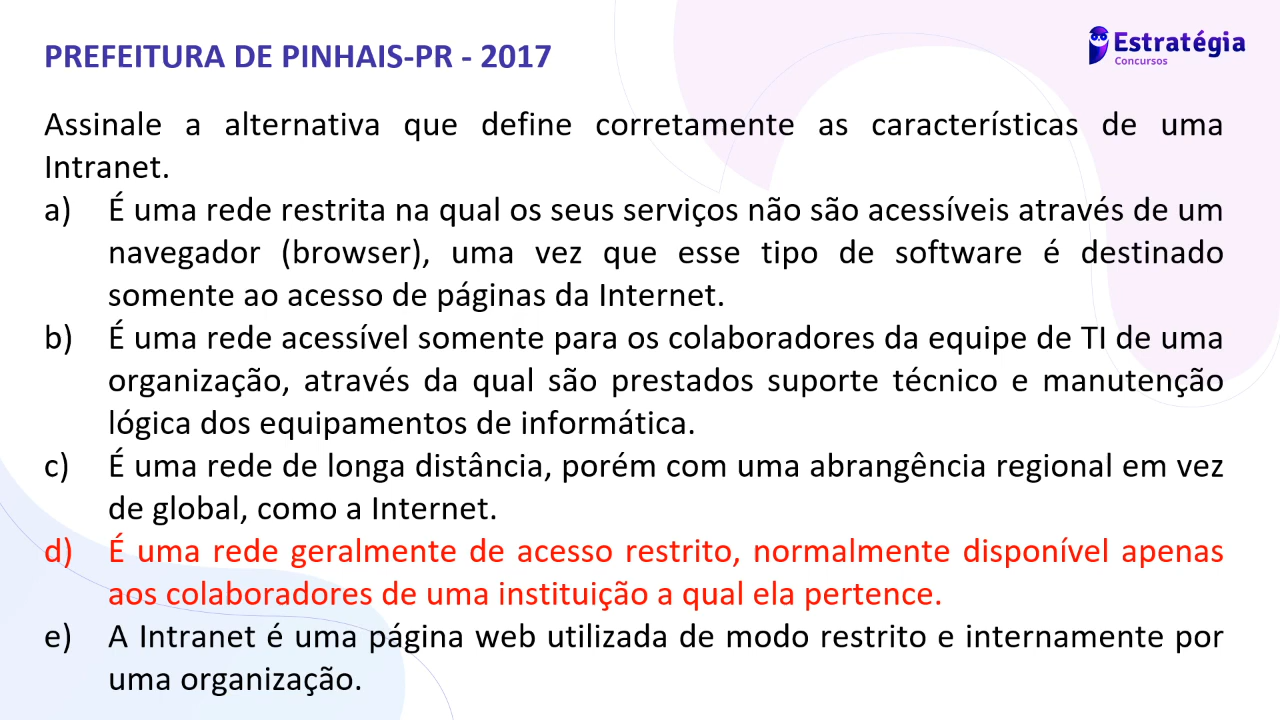 PREFEITURA DE PINHAIS-PR - 2017
Estratégia
Concursos
Assinale a alternativa que define corretamente as características de uma
Intranet.
a) É uma rede restrita na qual os seus serviços não são acessíveis através de um
navegador (browser), uma vez que esse tipo de software é destinado
somente ao acesso de páginas da Internet.
b) É uma rede acessível somente para os colaboradores da equipe de TI de uma
organização, através da qual são prestados suporte técnico e manutenção
lógica dos equipamentos de informática.
c) É uma rede de longa distância, porém com uma abrangência regional em vez
de global, como a Internet.
d) É uma rede geralmente de acesso restrito, normalmente disponível apenas
aos colaboradores de uma instituição a qual ela pertence.
e) A Intranet é uma página web utilizada de modo restrito e internamente por
uma organização.